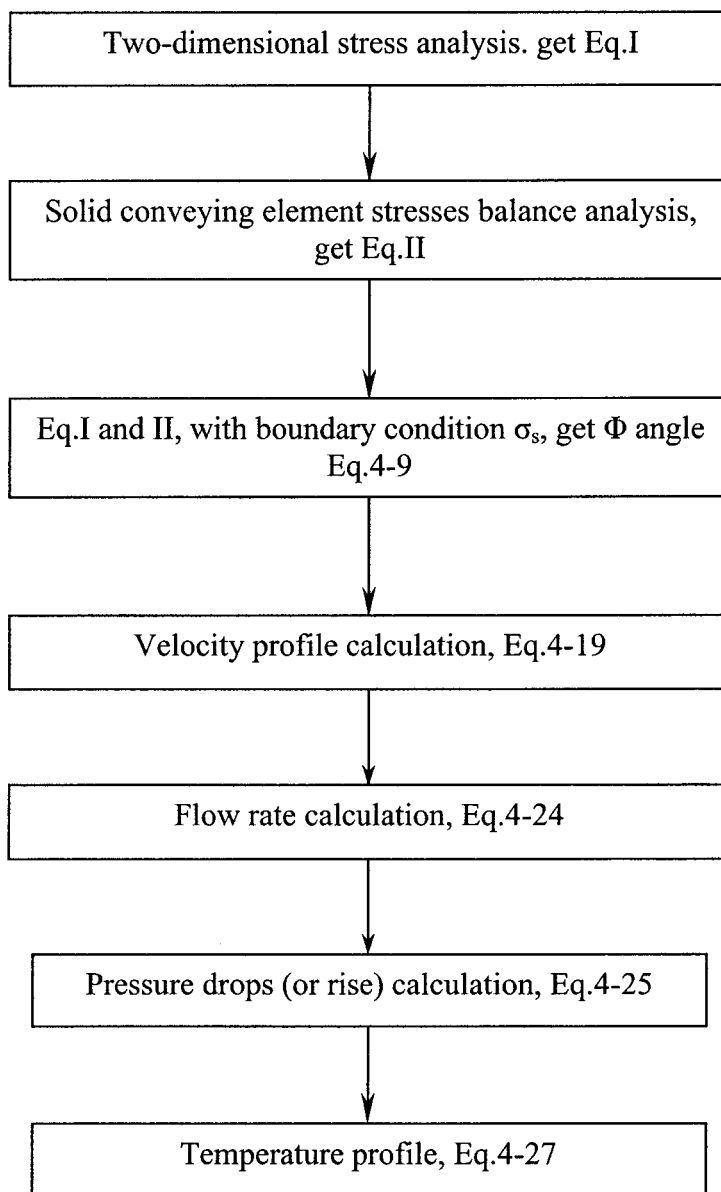 Two-dimensional stress analysis. get Eq.I
Solid conveying element stresses balance analysis,
get Eq.II
Eq.I and II, with boundary condition σs, get Φ angle
Eq.4-9
Velocity profile calculation, Eq.4-19
Flow rate calculation, Eq.4-24
Pressure drops (or rise) calculation, Eq.4-25
Temperature profile, Eq.4-27